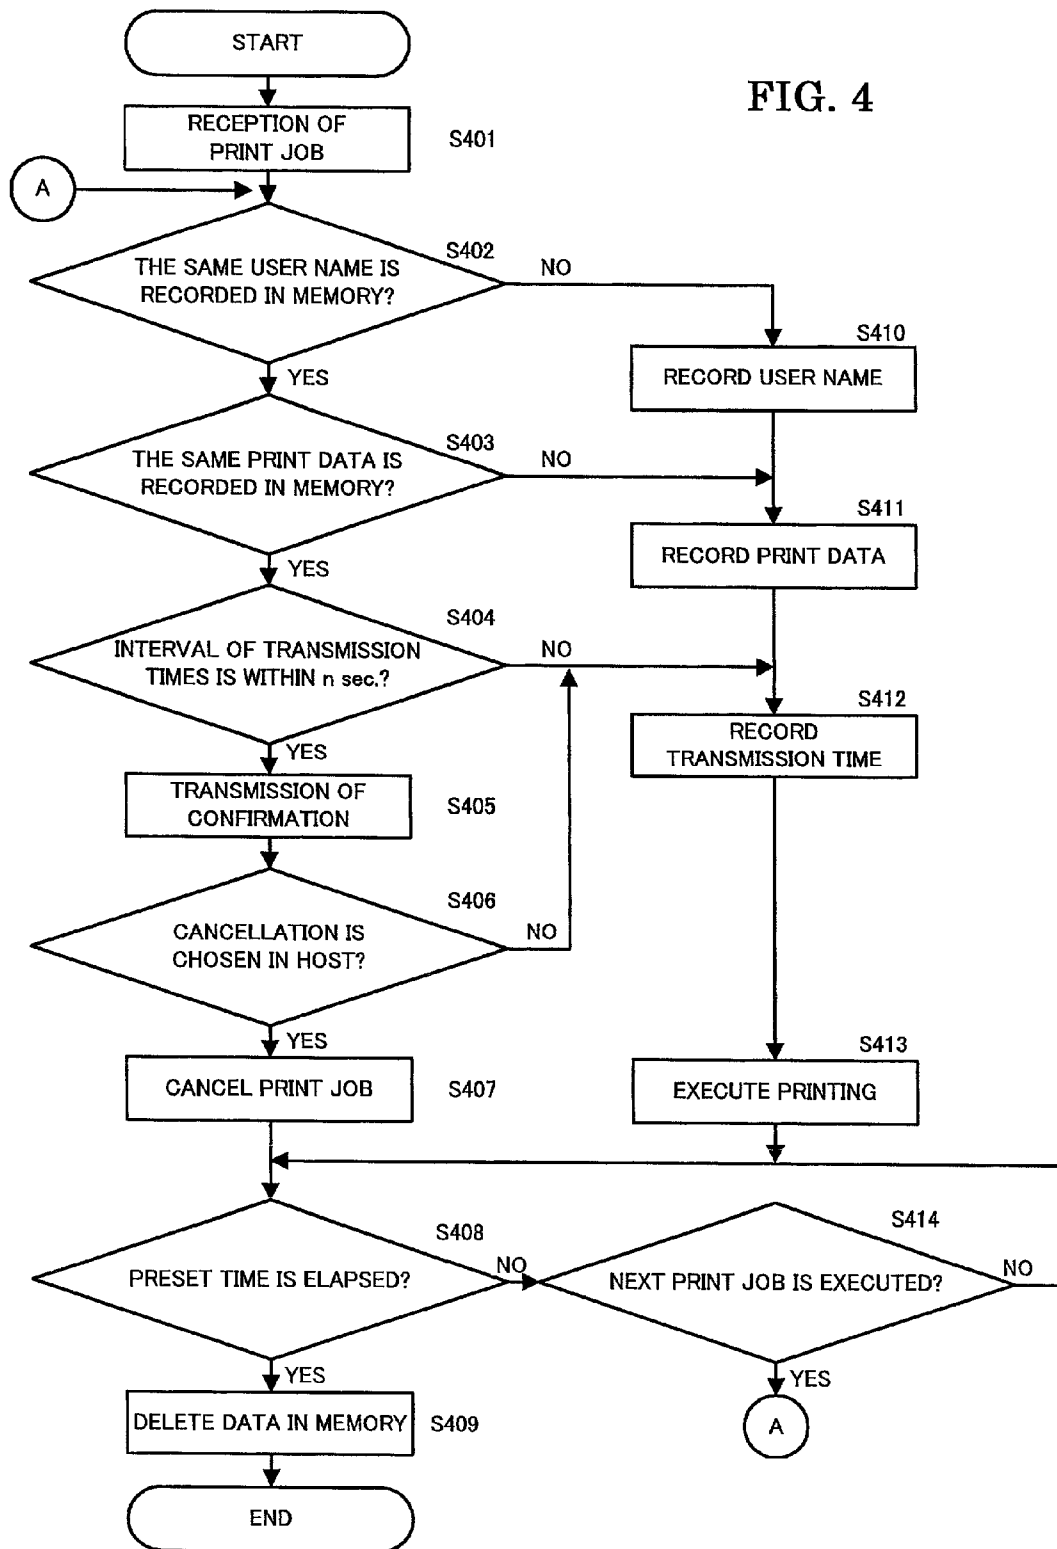 START
FIG. 4
RECEPTION OF
PRINT JOB
S401
A
S402
THE SAME USER NAME IS
RECORDED IN MEMORY?
NO
S410
RECORD USER NAME
YES
S403
THE SAME PRINT DATA IS
RECORDED IN MEMORY?
NO
S411
RECORD PRINT DATA
YES
S404
INTERVAL OF TRANSMISSION
TIMES IS WITHIN n sec.?
NO
S412
RECORD
TRANSMISSION TIME
YES
TRANSMISSION OF
CONFIRMATION
S405
S406
CANCELLATION IS
CHOSEN IN HOST?
NO
YES
S413
CANCEL PRINT JOB
S407
EXECUTE PRINTING
S408
PRESET TIME IS ELAPSED?
NO
S414
NEXT PRINT JOB IS EXECUTED?
NO
YES
YES
DELETE DATA IN MEMORY
S409
A
END